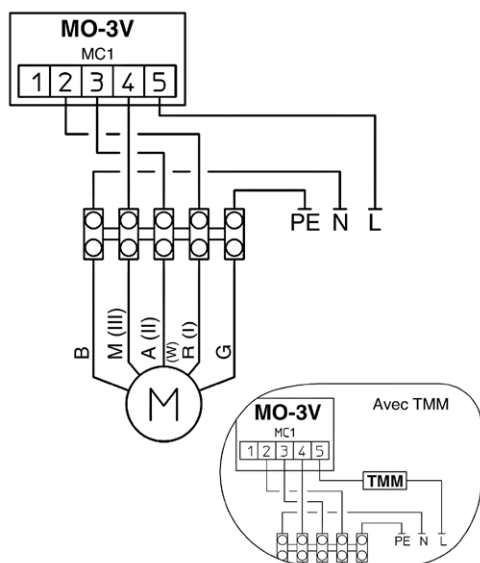 MO-3V
MC1
1 2 3 4 5
PE N L
B M (III) A (II) (W) R (I) G
M
Avec TMM
MO-3V
MC1
1 2 3 4 5
TMM
PE N L